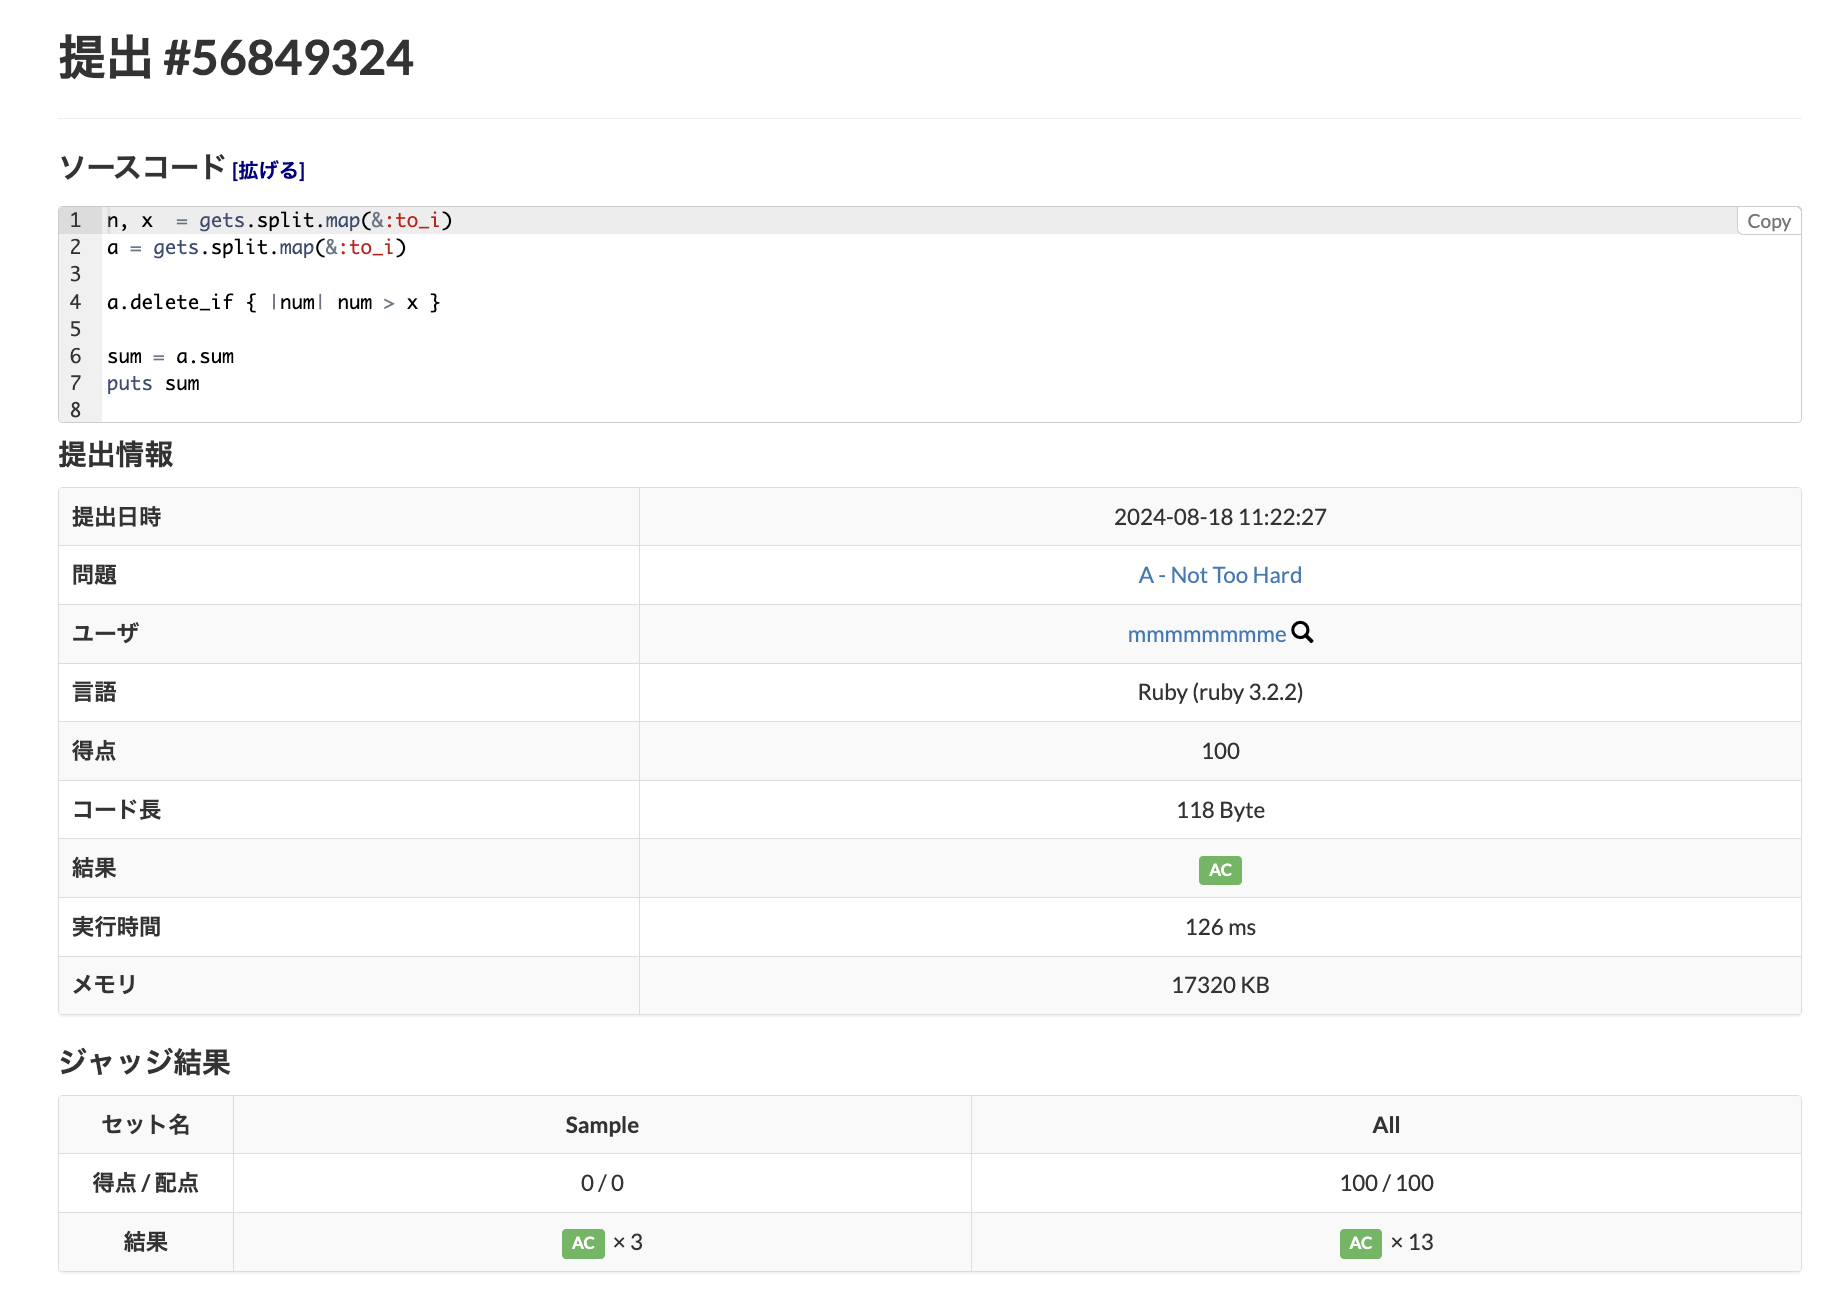 提出 #56849324
ソースコード [拡げる]
1 n, x  = gets.split.map(&:to_i)
Copy
2 a = gets.split.map(&:to_i)
3
4 a.delete_if { |num| num > x }
5
6 sum = a.sum
7 puts sum
8
提出情報
提出日時 2024-08-18 11:22:27
問題 A - Not Too Hard
ユーザ mmmmmmmme
言語 Ruby (ruby 3.2.2)
得点 100
コード長 118 Byte
結果 AC
実行時間 126 ms
メモリ 17320 KB
ジャッジ結果
セット名 Sample All
得点 / 配点 0 / 0 100 / 100
結果 AC × 3 AC × 13